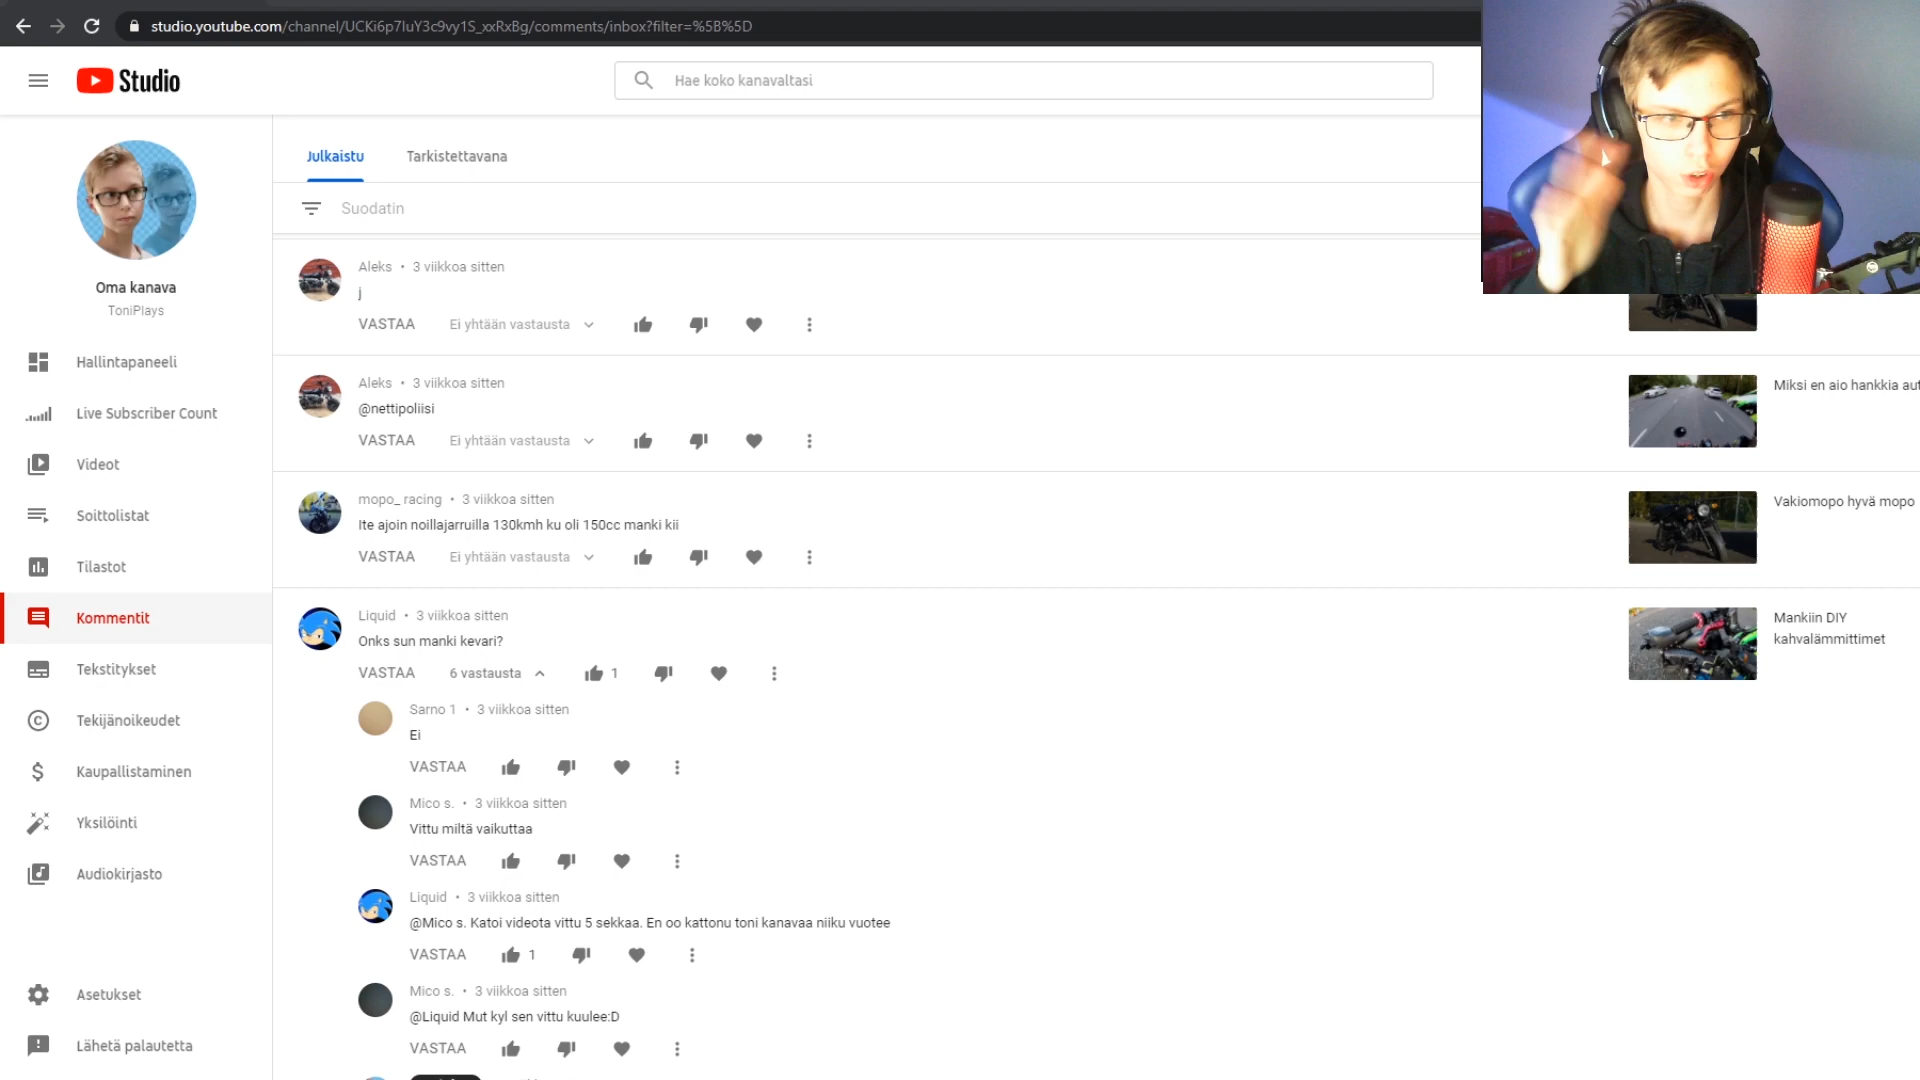 studio.youtube.com/channel/UCKi6p7IuY3c9vy1S_xxRxBg/comments/inbox?filter=%5B%5D
Studio
Hae koko kanavaltasi
Oma kanava
ToniPlays
Hallintapaneeli
Live Subscriber Count
Videot
Soittolistat
Tilastot
Kommentit
Tekstitykset
Tekijänoikeudet
Kaupallistaminen
Yksilöinti
Audiokirjasto
Asetukset
Lähetä palautetta
Julkaistu Tarkistettavana
Suodatin
Aleks • 3 viikkoa sitten
j
VASTAA Ei yhtään vastausta
Aleks • 3 viikkoa sitten
@nettipoliisi
VASTAA Ei yhtään vastausta
Miksi en aio hankkia aut
mopo_ racing • 3 viikkoa sitten
Ite ajoin noillajarruilla 130kmh ku oli 150cc manki kii
VASTAA Ei yhtään vastausta
Vakiomopo hyvä mopo
Liquid • 3 viikkoa sitten
Onks sun manki kevari?
VASTAA 6 vastausta 1
Mankiin DIY
kahvalämmittimet
Sarno 1 • 3 viikkoa sitten
Ei
VASTAA
Mico s. • 3 viikkoa sitten
Vittu miltä vaikuttaa
VASTAA
Liquid • 3 viikkoa sitten
@Mico s. Katoi videota vittu 5 sekkaa. En oo kattonu toni kanavaa niiku vuotee
VASTAA 1
Mico s. • 3 viikkoa sitten
@Liquid Mut kyl sen vittu kuulee:D
VASTAA